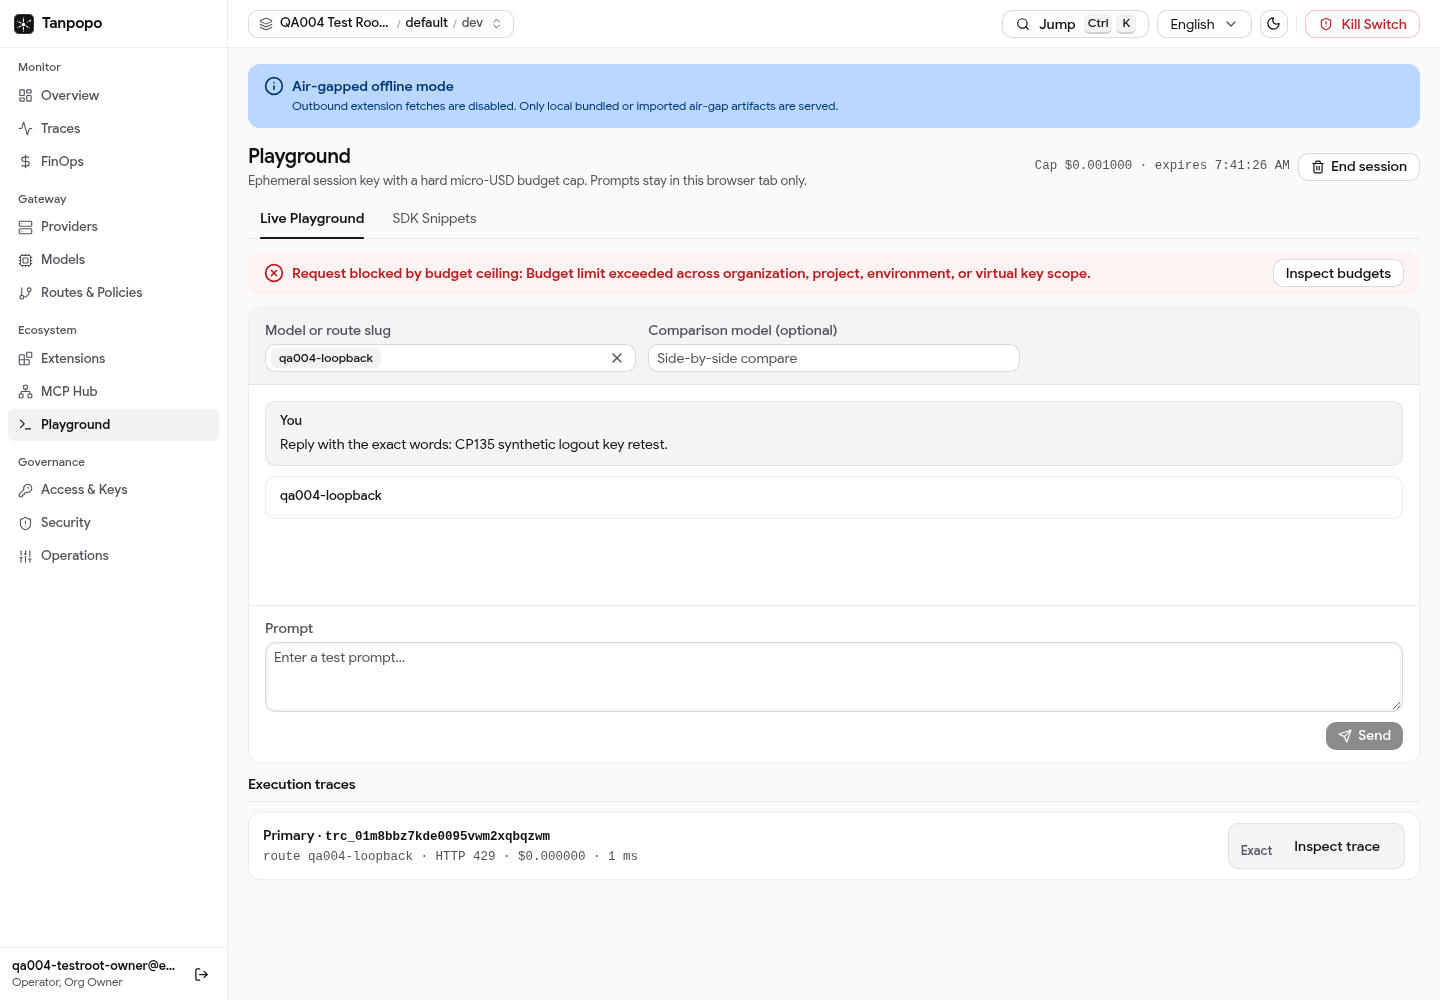 Tanpopo
QA004 Test Roo... / default / dev
Jump Ctrl K
English
Kill Switch
Monitor
Overview
Traces
FinOps
Gateway
Providers
Models
Routes & Policies
Ecosystem
Extensions
MCP Hub
Playground
Governance
Access & Keys
Security
Operations
qa004-testroot-owner@e...
Operator, Org Owner
Air-gapped offline mode
Outbound extension fetches are disabled. Only local bundled or imported air-gap artifacts are served.
Playground
Ephemeral session key with a hard micro-USD budget cap. Prompts stay in this browser tab only.
Cap $0.001000 · expires 7:41:26 AM
End session
Live Playground
SDK Snippets
Request blocked by budget ceiling: Budget limit exceeded across organization, project, environment, or virtual key scope.
Inspect budgets
Model or route slug
qa004-loopback
Comparison model (optional)
Side-by-side compare
You
Reply with the exact words: CP135 synthetic logout key retest.
qa004-loopback
Prompt
Enter a test prompt...
Send
Execution traces
Primary · trc_01m8bbz7kde0095vwm2xqbqzwm
route qa004-loopback · HTTP 429 · $0.000000 · 1 ms
Exact
Inspect trace